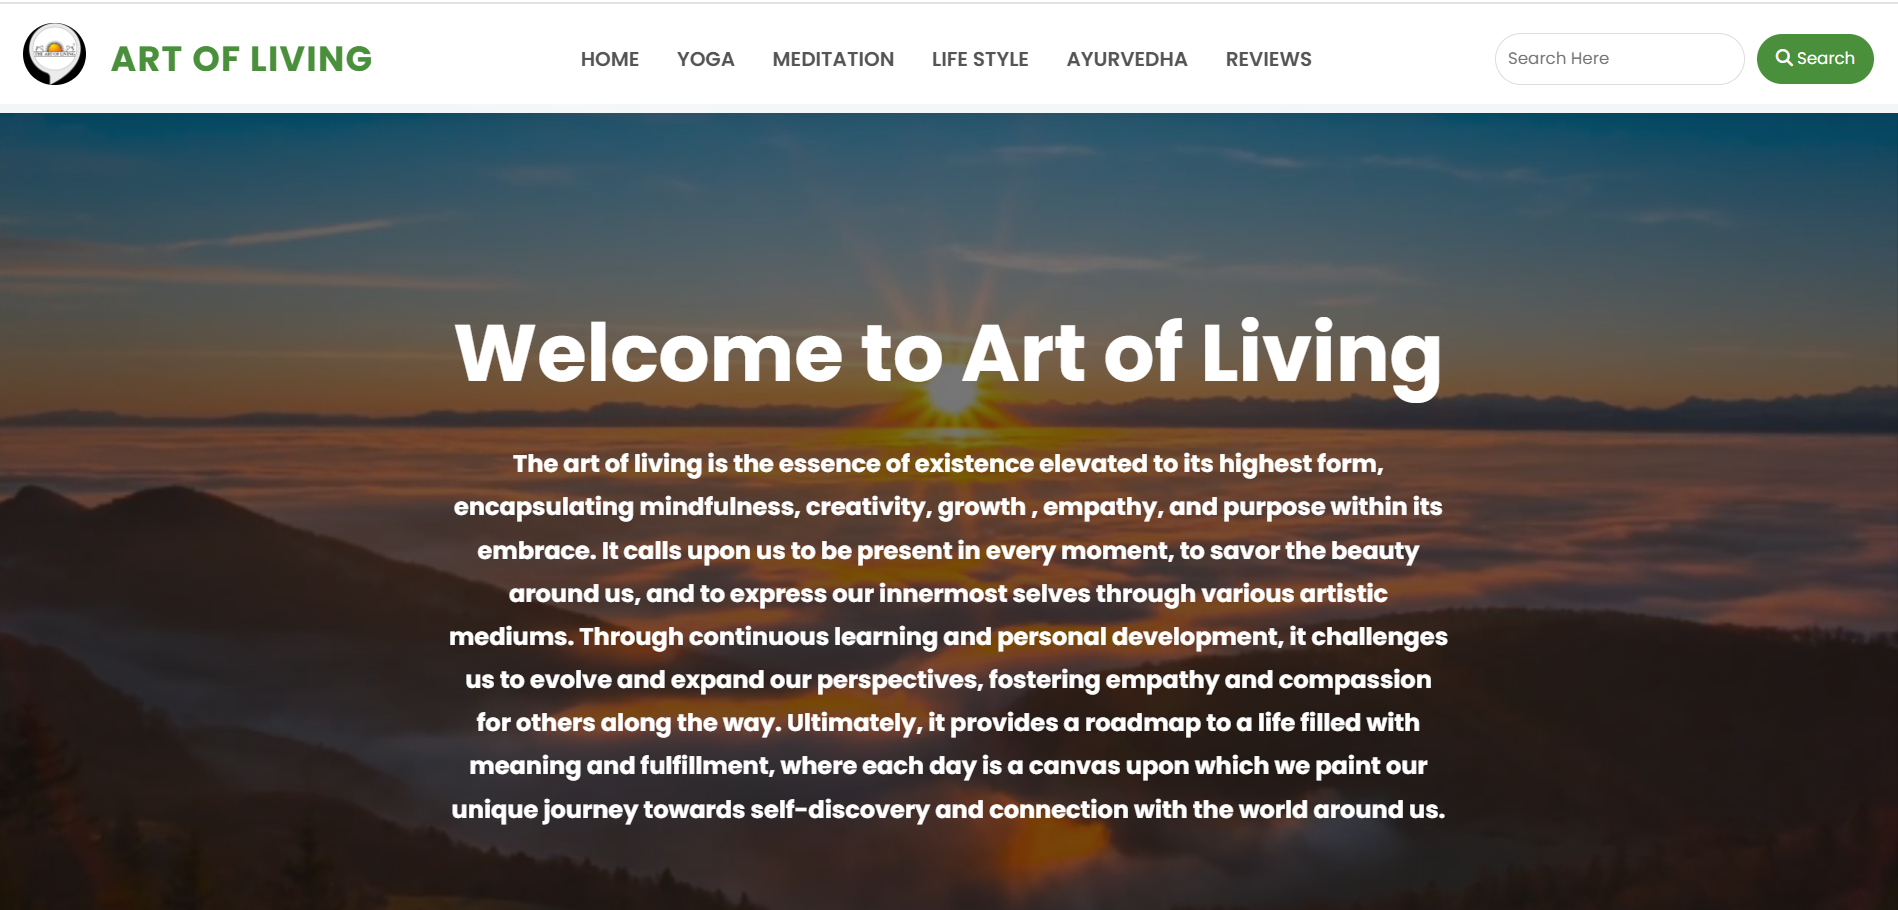 THE ART OF LIVING
ART OF LIVING
HOME YOGA MEDITATION LIFE STYLE AYURVEDHA REVIEWS
Search Here
Search
Welcome to Art of Living
The art of living is the essence of existence elevated to its highest form,
encapsulating mindfulness, creativity, growth , empathy, and purpose within its
embrace. It calls upon us to be present in every moment, to savor the beauty
around us, and to express our innermost selves through various artistic
mediums. Through continuous learning and personal development, it challenges
us to evolve and expand our perspectives, fostering empathy and compassion
for others along the way. Ultimately, it provides a roadmap to a life filled with
meaning and fulfillment, where each day is a canvas upon which we paint our
unique journey towards self-discovery and connection with the world around us.